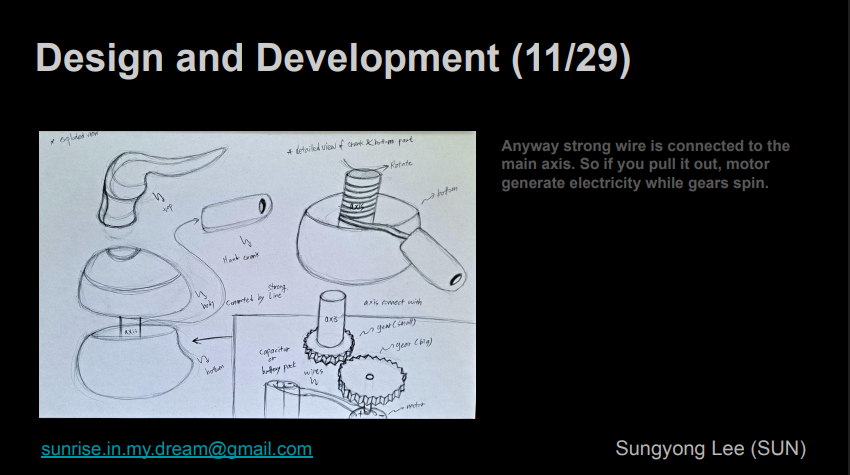 Design and Development (11/29)
* exploded view
* detailed view of crank & bottom part
Rotate
axis
bottom
top
Hand crank
strong
body
connected by Line
axis
bottom
axis connect with
axis
gear (small)
gear (big)
capacitor
or
battery pack
wires
motor
Anyway strong wire is connected to the
main axis. So if you pull it out, motor
generate electricity while gears spin.
sunrise.in.my.dream@gmail.com
Sungyong Lee (SUN)